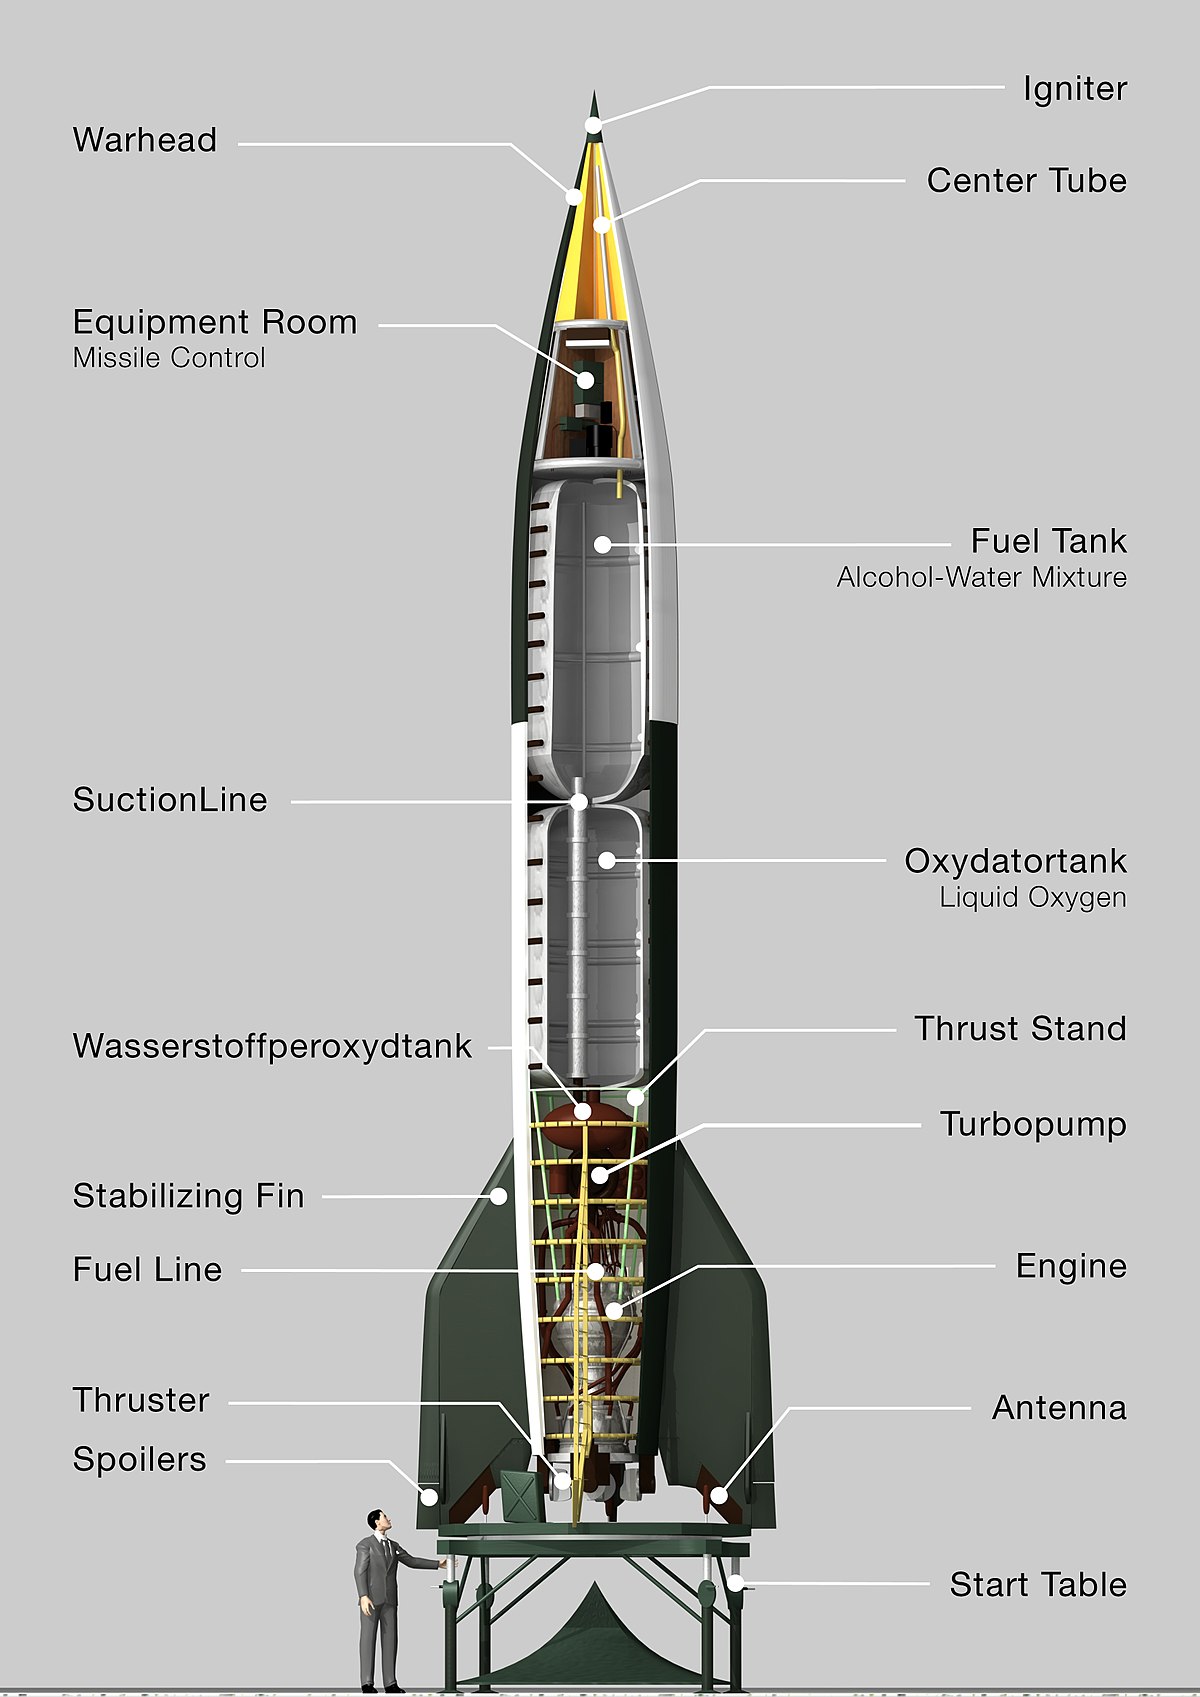 Igniter
Warhead
Center Tube
Equipment Room
Missile Control
Fuel Tank
Alcohol-Water Mixture
SuctionLine
Oxydatortank
Liquid Oxygen
Thrust Stand
Wasserstoffperoxydtank
Turbopump
Stabilizing Fin
Engine
Fuel Line
Thruster
Antenna
Spoilers
Start Table